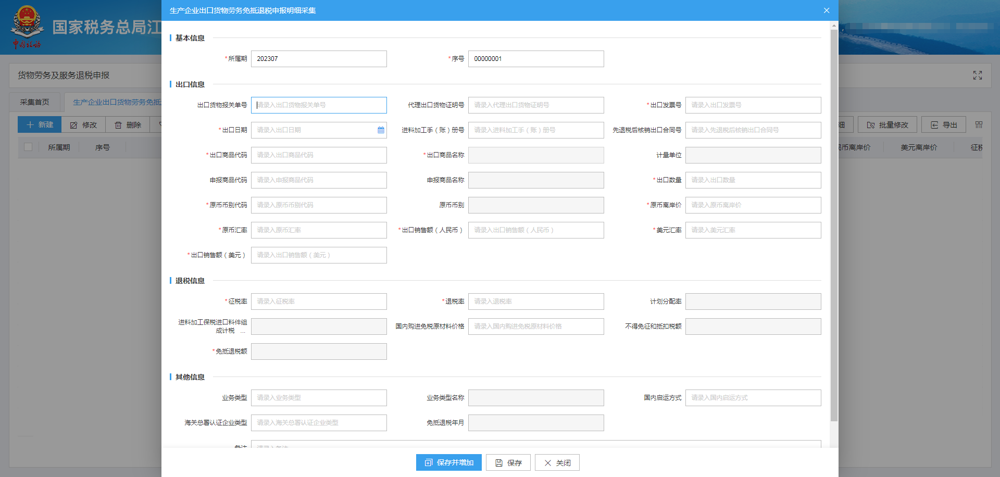 生产企业出口货物劳务免抵退税申报明细采集
国家税务总局江
中国税务
货物劳务及服务退税申报
采集首页
生产企业出口货物劳务免抵
新建
修改
删除
细
批量修改
导出
所属期
序号
币离岸价
美元离岸价
征税
基本信息
*所属期 202307
*序号 00000001
出口信息
出口货物报关单号 请录入出口货物报关单号
代理出口货物证明号 请录入代理出口货物证明号
*出口发票号 请录入出口发票号
*出口日期 请录入出口日期
进料加工手（账）册号 请录入进料加工手（账）册号
先退税后核销出口合同号 请录入先退税后核销出口合同号
*出口商品代码 请录入出口商品代码
*出口商品名称
计量单位
申报商品代码 请录入申报商品代码
申报商品名称
*出口数量 请录入出口数量
*原币币别代码 请录入原币币别代码
原币币别
*原币离岸价 请录入原币离岸价
*原币汇率 请录入原币汇率
*出口销售额（人民币） 请录入出口销售额（人民币）
*美元汇率 请录入美元汇率
*出口销售额（美元） 请录入出口销售额（美元）
退税信息
*征税率 请录入征税率
*退税率 请录入退税率
计划分配率
进料加工保税进口料件组
成计税 ...
国内购进免税原材料价格 请录入国内购进免税原材料价格
不得免征和抵扣税额
*免抵退税额
其他信息
业务类型 请录入业务类型
业务类型名称
国内启运方式 请录入国内启运方式
海关总署认证企业类型 请录入海关总署认证企业类型
免抵退税年月
备注 请录入备注
保存并增加
保存
关闭